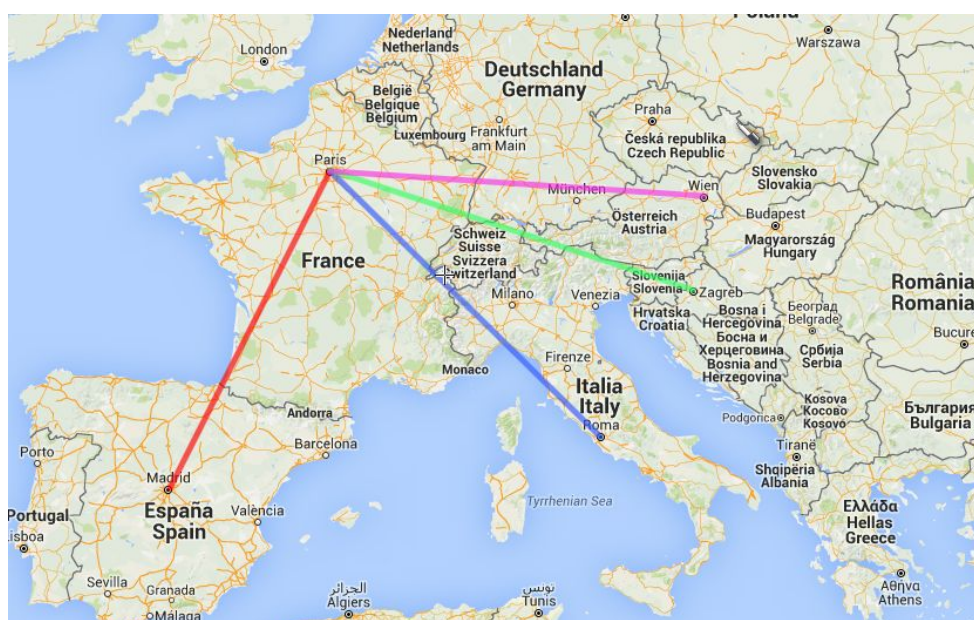 Poland
Warszawa
Nederland
Netherlands
London
Deutschland
Germany
België
Belgique
Belgium
Praha
Luxembourg
Frankfurt
am Main
Česká republika
Czech Republic
Paris
Slovensko
Slovakia
München
Wien
Österreich
Austria
Budapest
Magyarország
Hungary
Schweiz
Suisse
Svizzera
Switzerland
France
Slovenija
Slovenia
Zagreb
România
Romania
Milano
Venezia
Hrvatska
Croatia
Bosna i
Hercegovina
Босна и
Херцеговина
Bosnia and
Herzegovina
Београд
Belgrade
Bucure
Србија
Serbia
Firenze
Monaco
Italia
Italy
Roma
Kosova
Косово
Kosovo
Andorra
България
Bulgaria
Podgorica
Barcelona
Porto
Tiranë
Shqipëria
Albania
Madrid
España
Spain
Valencia
Tyrrhenian Sea
Portugal
Lisboa
Ελλάδα
Hellas
Greece
Sevilla
Granada
Málaga
الجزائر
Algiers
تونس
Tunis
Αθήνα
Athens